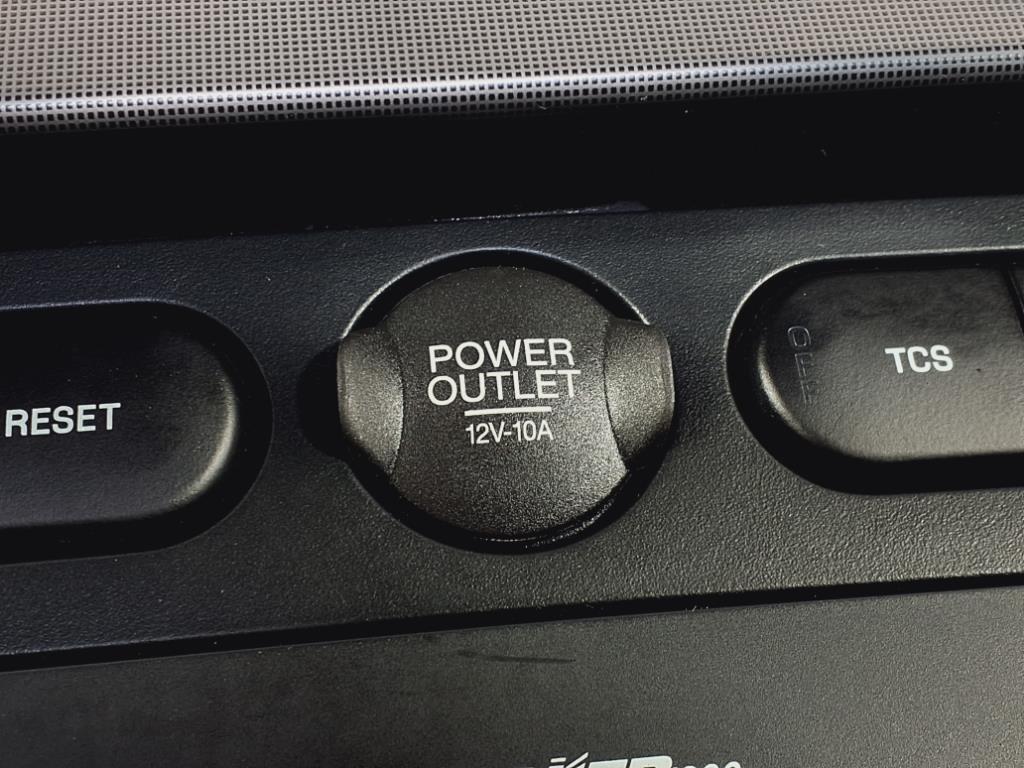 RESET
POWER
OUTLET
12V-10A
OFF
TCS